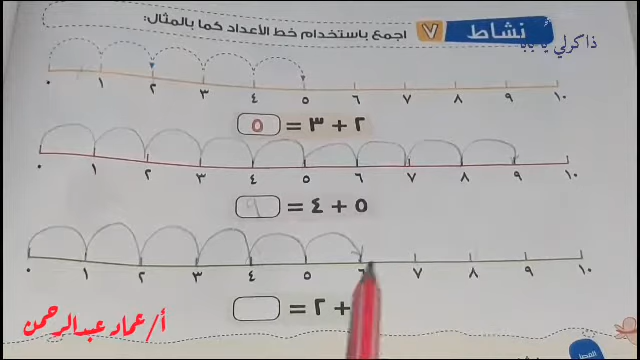 نشاط ٧ اجمع باستخدام خط الأعداد كما بالمثال:
ذاكرلي يا
٠ ١ ٢ ٣ ٤ ٥ ٦ ٧ ٨ ٩ ١٠
٢ + ٣ = ٥
٠ ١ ٢ ٣ ٤ ٥ ٦ ٧ ٨ ٩ ١٠
٥ + ٤ = ٩
٠ ١ ٢ ٣ ٤ ٥ ٦ ٧ ٨ ٩ ١٠
+ ٢ =
أ/عماد عبدالرحمن
الفصل